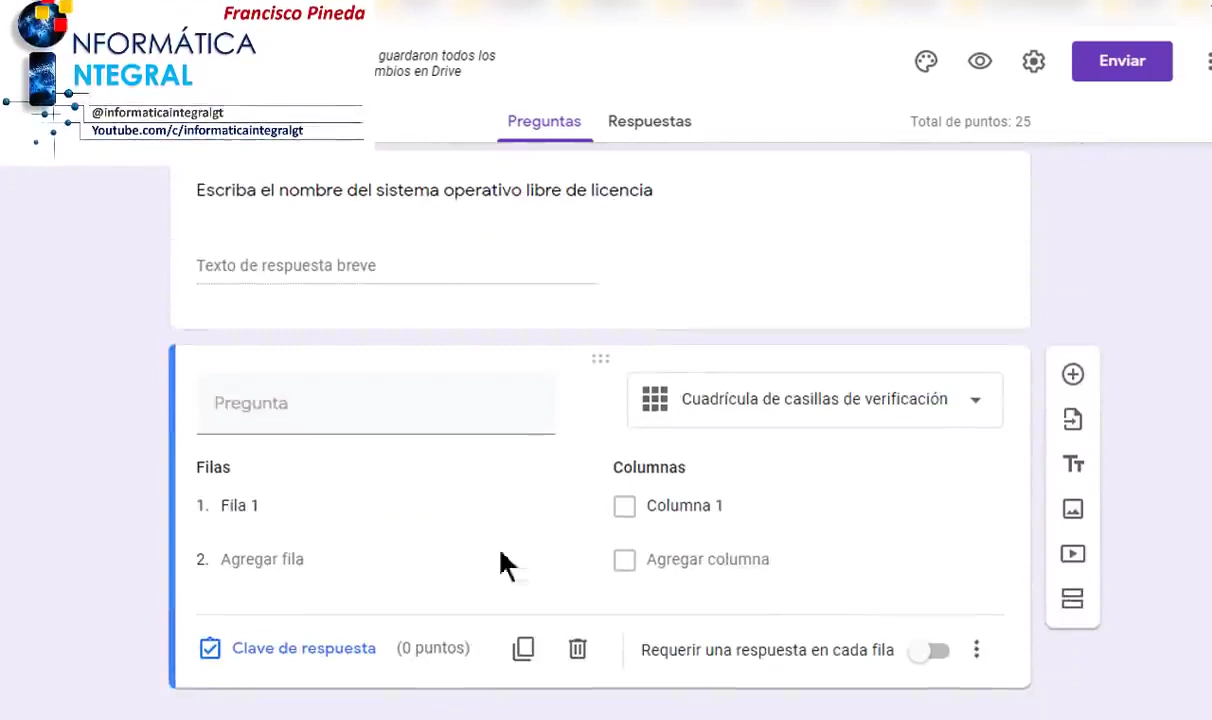 Francisco Pineda
NFORMÁTICA
NTEGRAL
@informaticaintegralgt
Youtube.com/c/informaticaintegralgt
guardaron todos los
mbios en Drive
Enviar
Preguntas Respuestas
Total de puntos: 25
Escriba el nombre del sistema operativo libre de licencia
Texto de respuesta breve
Pregunta
Cuadrícula de casillas de verificación
Filas
Columnas
1. Fila 1
Columna 1
2. Agregar fila
Agregar columna
Clave de respuesta (0 puntos)
Requerir una respuesta en cada fila